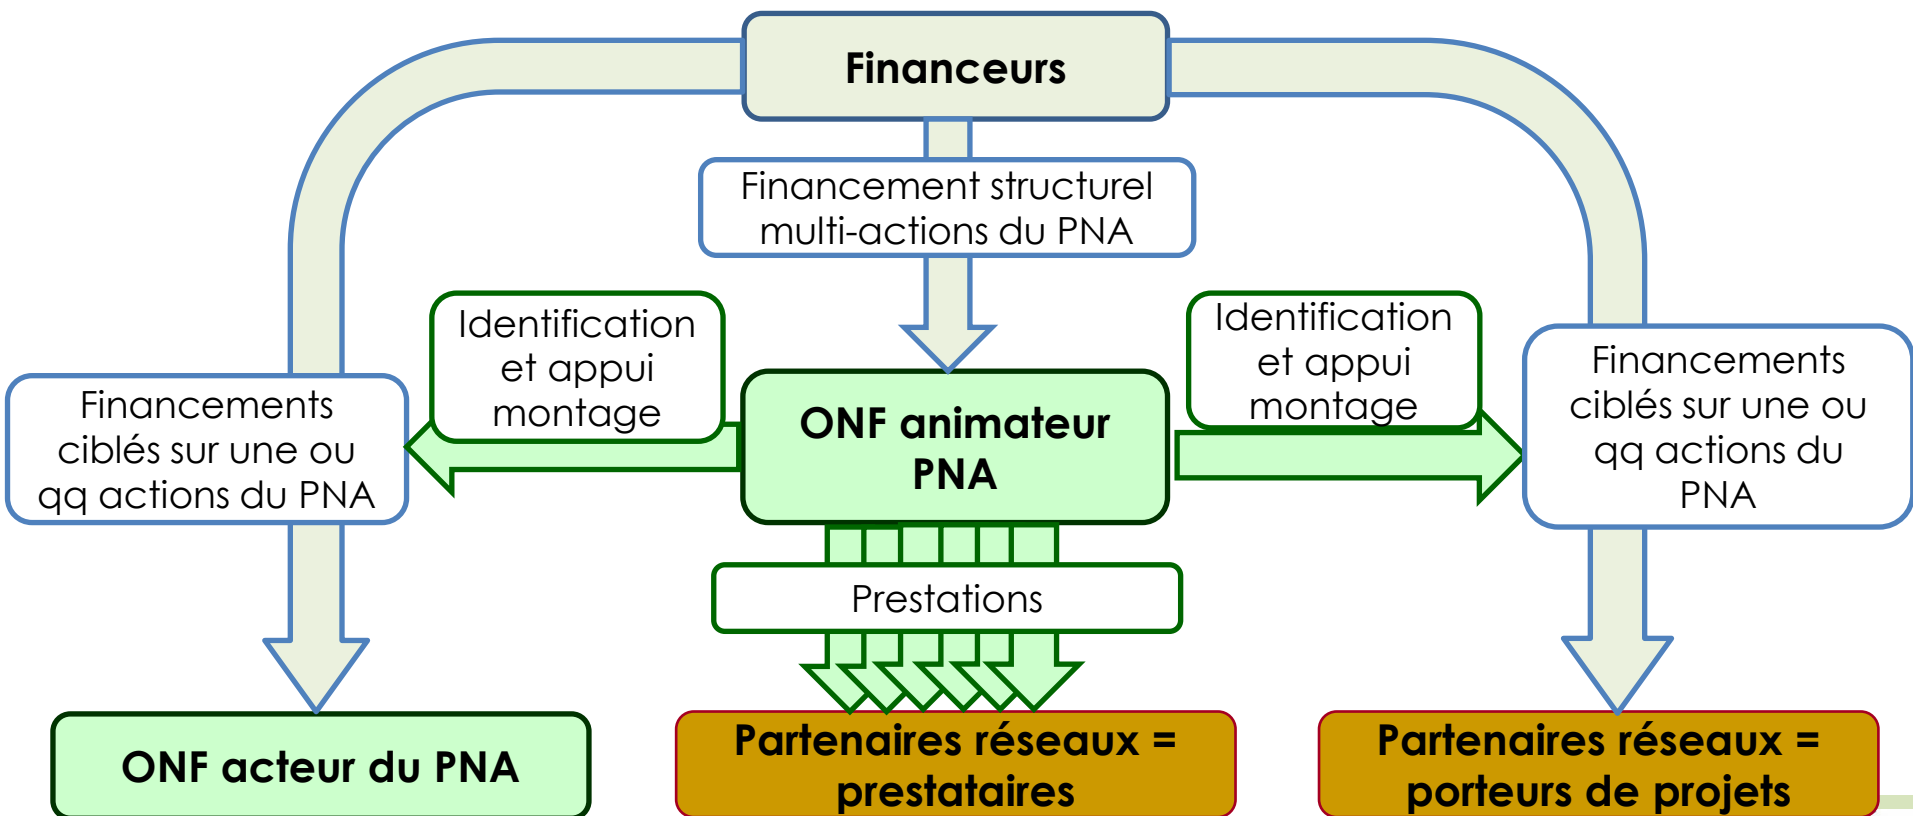 Financeurs
Financement structurel
multi-actions du PNA
Identification
et appui
montage
Identification
et appui
montage
Financements
ciblés sur une ou
qq actions du PNA
ONF animateur
PNA
Financements
ciblés sur une ou
qq actions du
PNA
Prestations
ONF acteur du PNA
Partenaires réseaux =
prestataires
Partenaires réseaux =
porteurs de projets